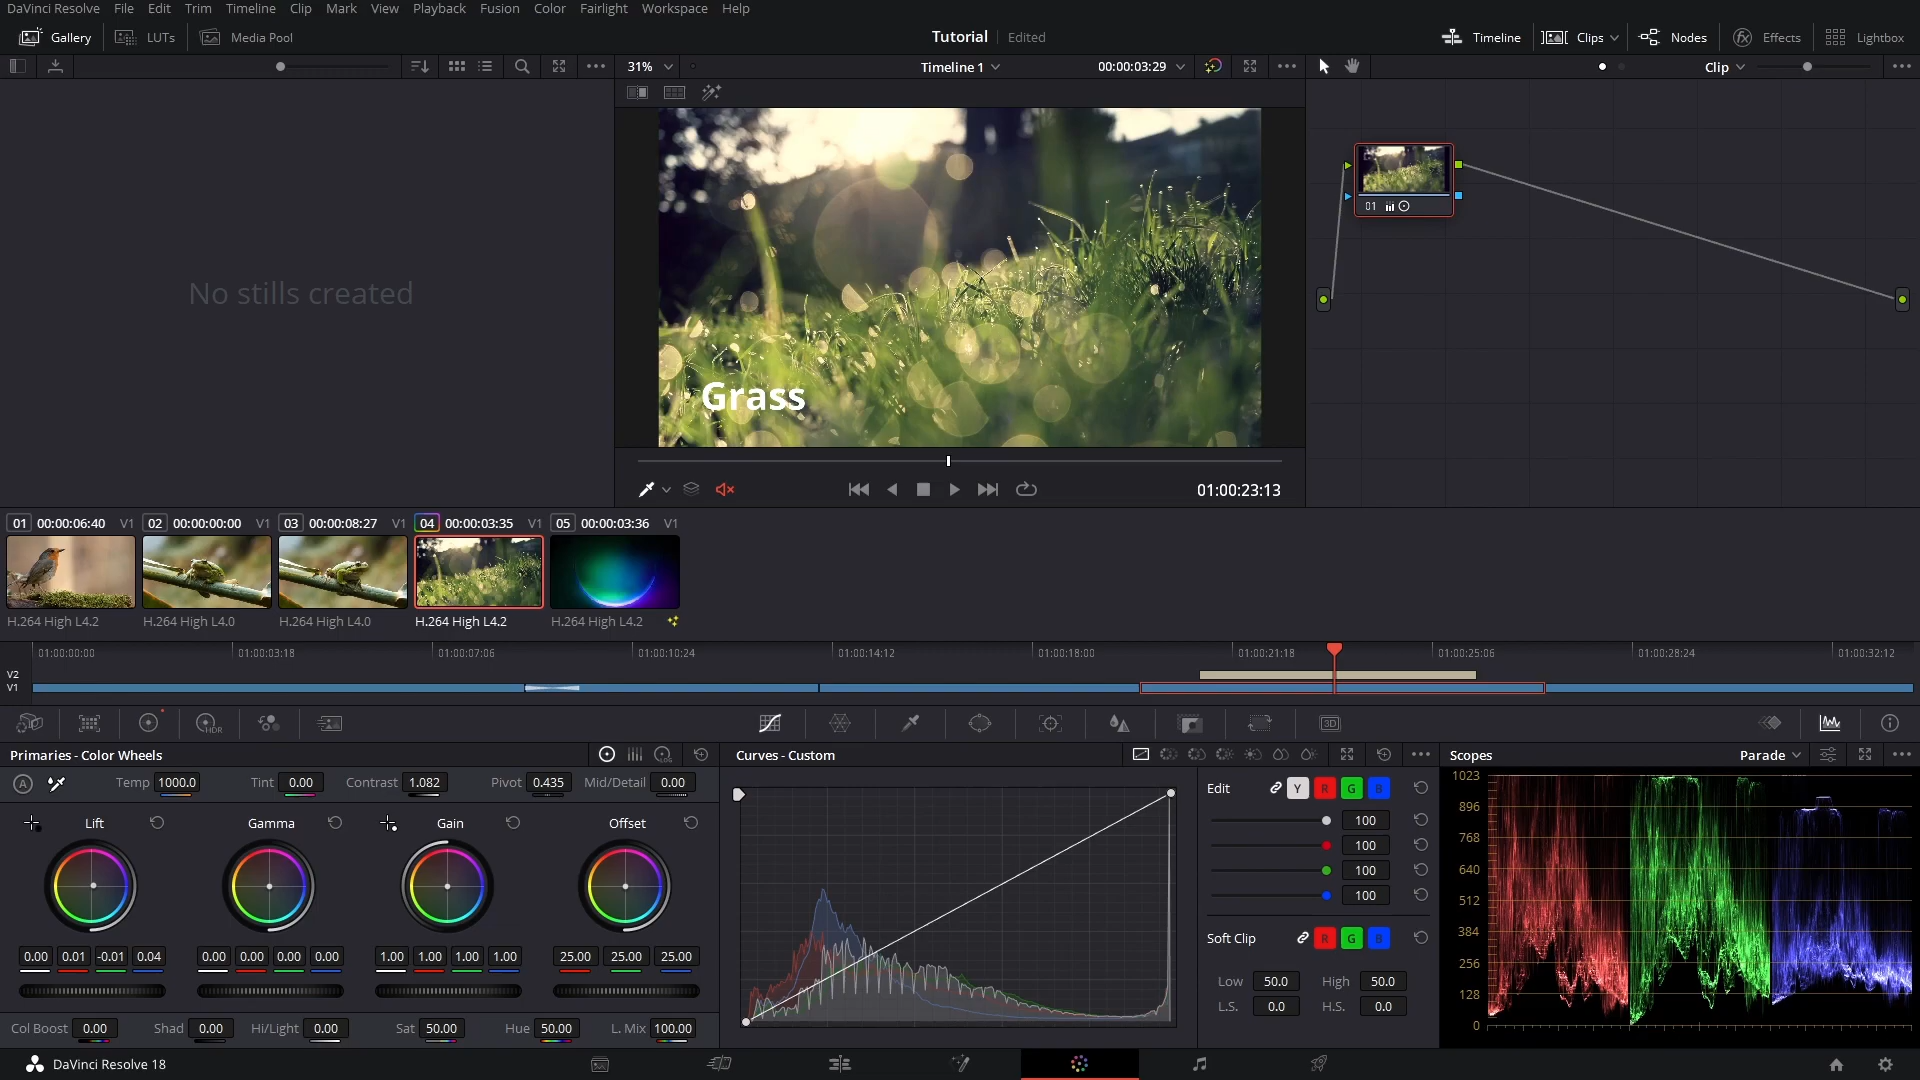 DaVinci Resolve File Edit Trim Timeline Clip Mark View Playback Fusion Color Fairlight Workspace Help
Gallery LUTs Media Pool Tutorial Edited Timeline Clips Nodes Effects Lightbox
31% Timeline 1 00:00:03:29 Clip
No stills created
01
Grass
01:00:23:13
01 00:00:06:40 V1 02 00:00:00:00 V1 03 00:00:08:27 V1 04 00:00:03:35 V1 05 00:00:03:36 V1
H.264 High L4.2 H.264 High L4.0 H.264 High L4.0 H.264 High L4.2 H.264 High L4.2
01:00:00:00 01:00:03:18 01:00:07:06 01:00:10:24 01:00:14:12 01:00:18:00 01:00:21:18 01:00:25:06 01:00:28:24 01:00:32:12
V2
V1
HDR 3D
Primaries - Color Wheels LOG Curves - Custom Scopes Parade
A Temp 1000.0 Tint 0.00 Contrast 1.082 Pivot 0.435 Mid/Detail 0.00
Lift Gamma Gain Offset
0.00 0.01 -0.01 0.04 0.00 0.00 0.00 0.00 1.00 1.00 1.00 1.00 25.00 25.00 25.00
Col Boost 0.00 Shad 0.00 Hi/Light 0.00 Sat 50.00 Hue 50.00 L. Mix 100.00
Edit Y R G B
100
100
100
100
Soft Clip R G B
Low 50.0 High 50.0
L.S. 0.0 H.S. 0.0
1023
896
768
640
512
384
256
128
0
DaVinci Resolve 18